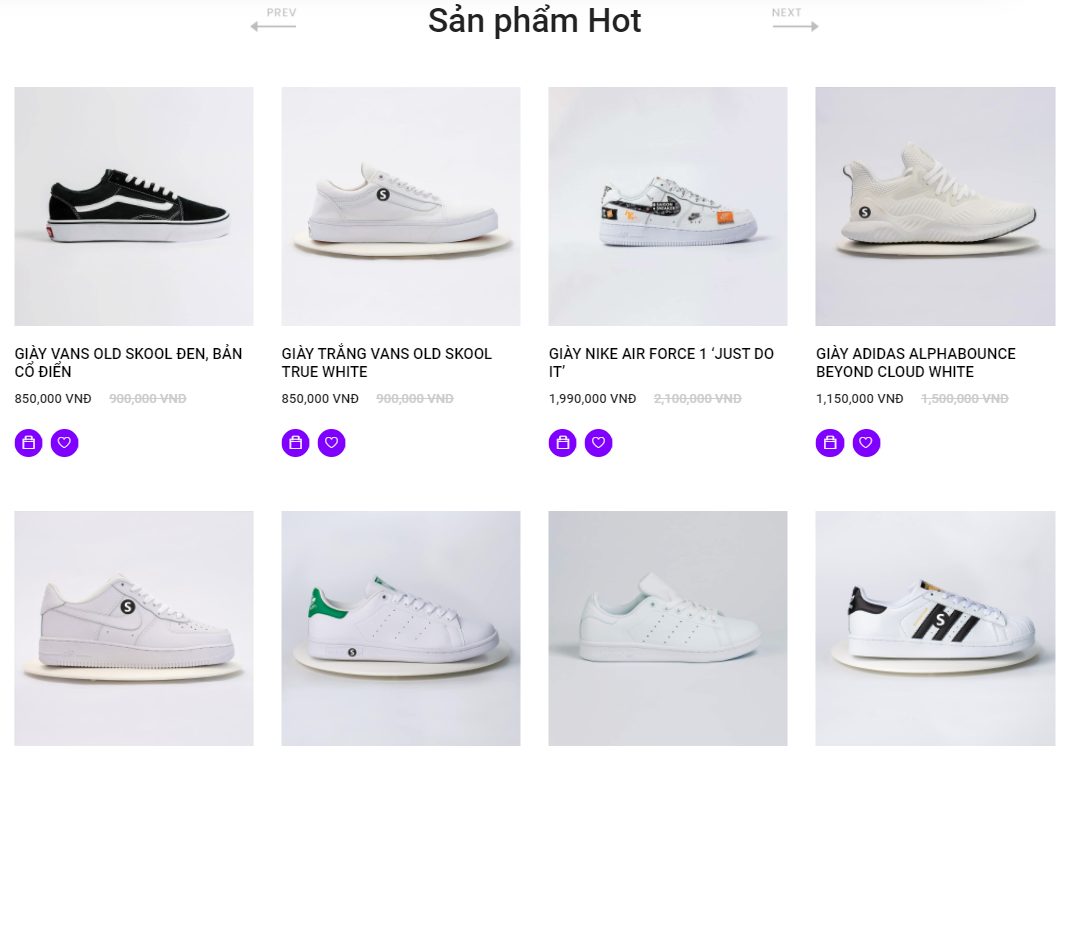 PREV
Sản phẩm Hot
NEXT
GIÀY VANS OLD SKOOL ĐEN, BẢN
CỔ ĐIỂN
850,000 VNĐ 900,000 VNĐ
GIÀY TRẮNG VANS OLD SKOOL
TRUE WHITE
850,000 VNĐ 900,000 VNĐ
GIÀY NIKE AIR FORCE 1 ‘JUST DO
IT’
1,990,000 VNĐ 2,100,000 VNĐ
GIÀY ADIDAS ALPHABOUNCE
BEYOND CLOUD WHITE
1,150,000 VNĐ 1,500,000 VNĐ